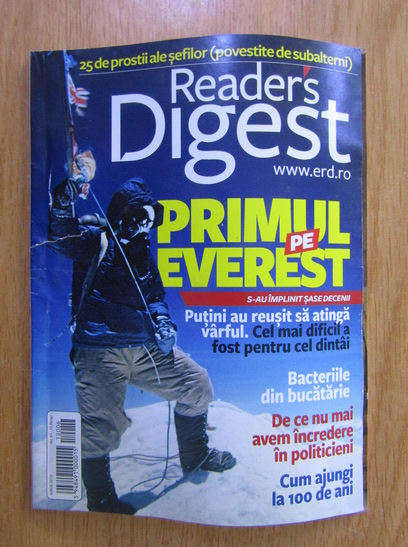 25 de prostii ale șefilor (povestite de subalterni)
Reader's
Digest
www.erd.ro
PRIMUL
PE
EVEREST
S-AU ÎMPLINIT ȘASE DECENII
Puțini au reușit să atingă
vârful. Cel mai dificil a
fost pentru cel dintâi
Bacteriile
din bucătărie
De ce nu mai
avem încredere
în politicieni
Cum ajungi
la 100 de ani